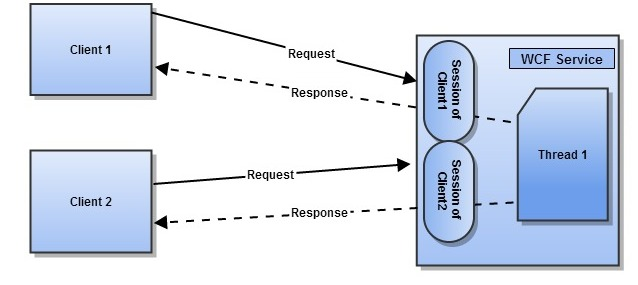 Client 1
Request
Response
Session of
Client1
WCF Service
Thread 1
Client 2
Request
Response
Session of
Client2